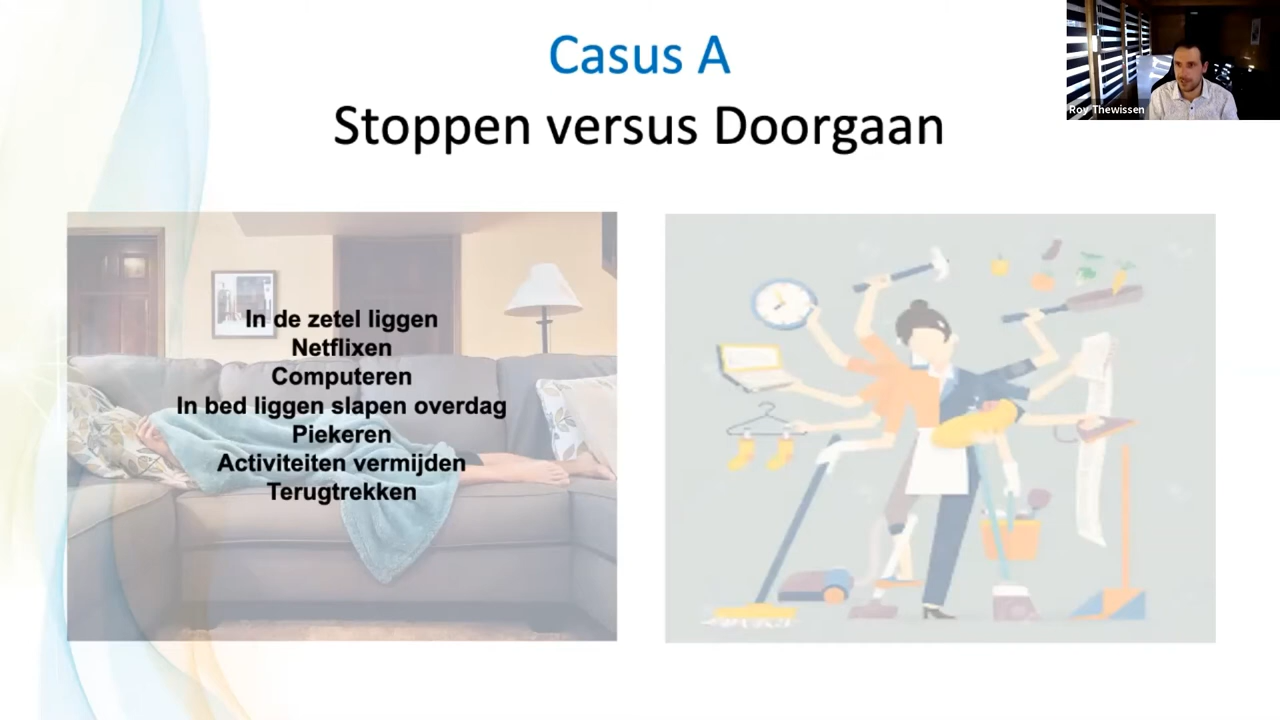 Casus A
Stoppen versus Doorgaan
Roy Thewissen
In de zetel liggen
Netflixen
Computeren
In bed liggen slapen overdag
Piekeren
Activiteiten vermijden
Terugtrekken